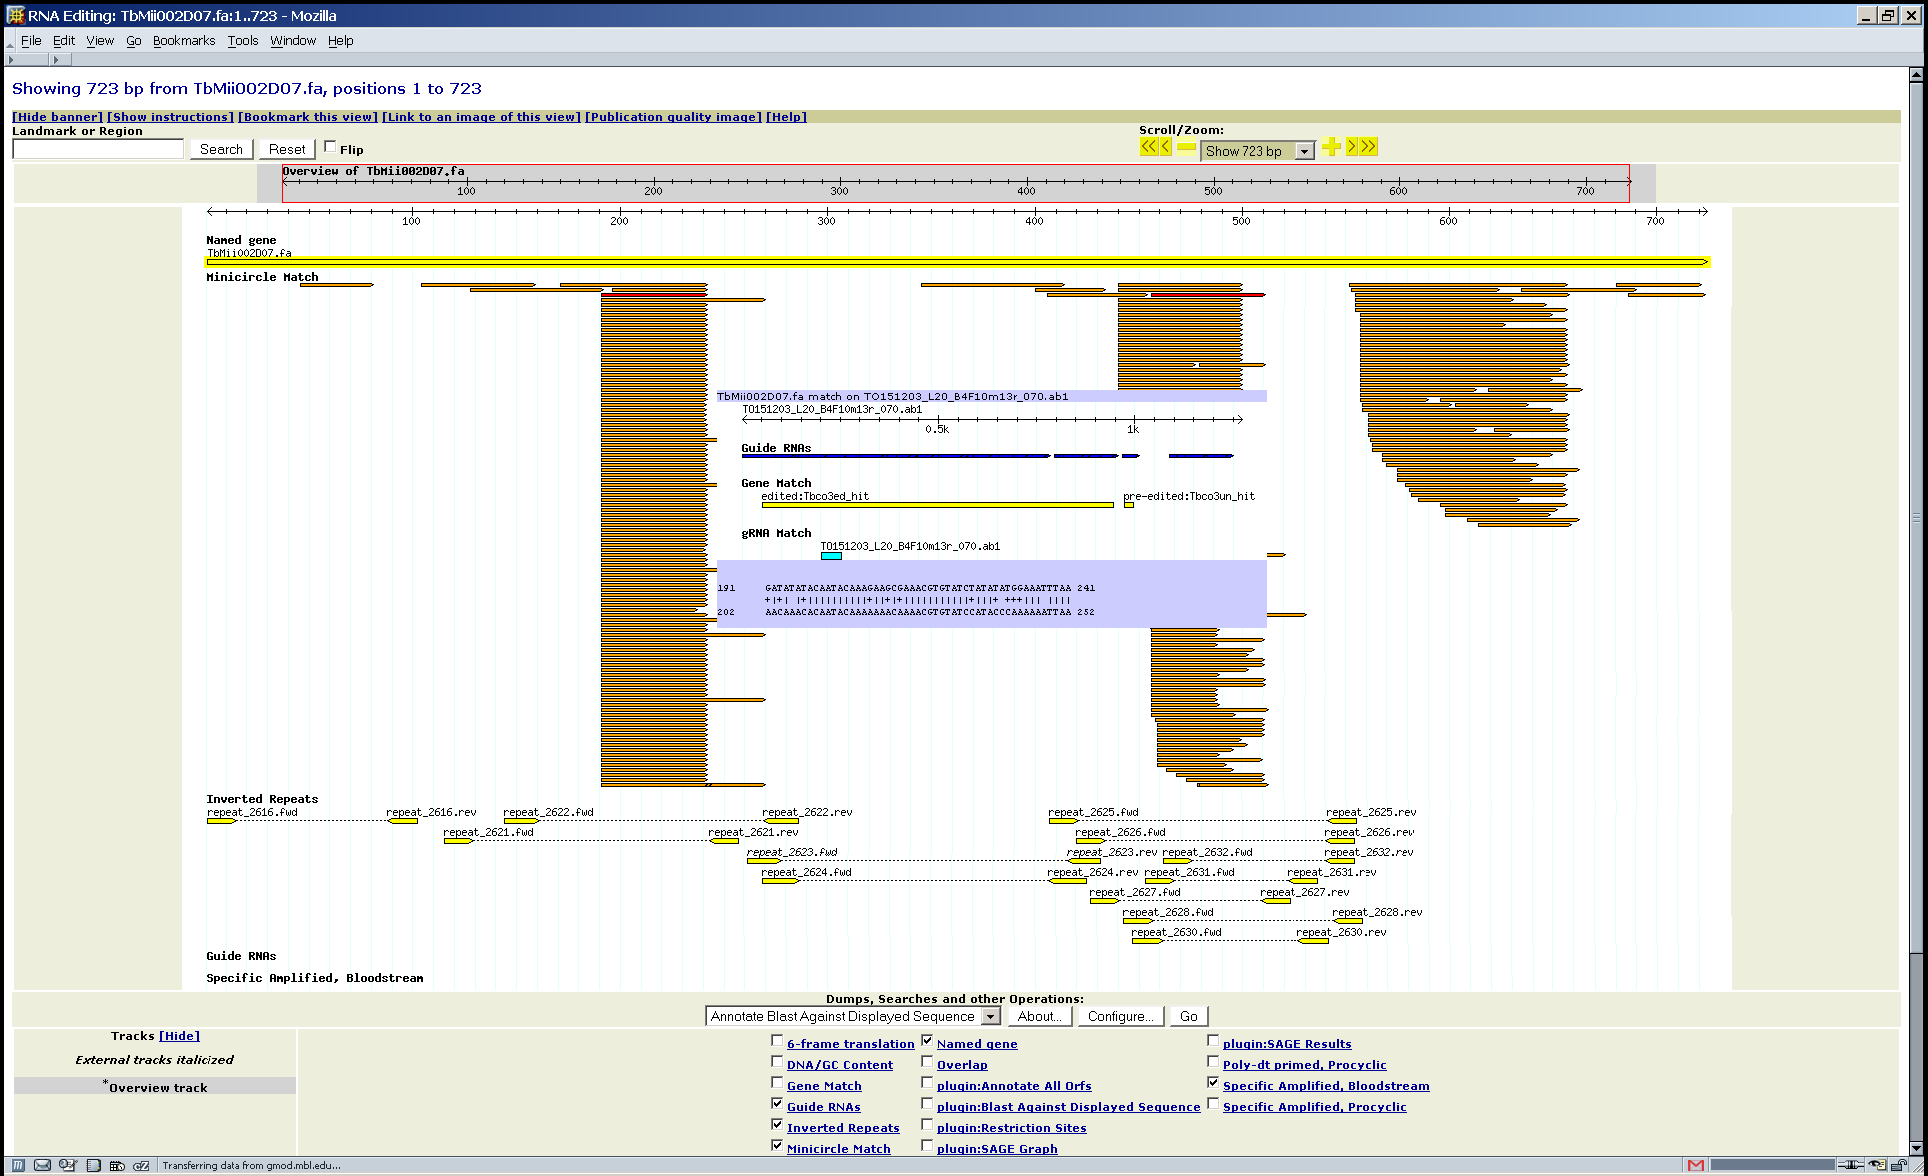 RNA Editing: TbMii002D07.fa:1..723 - Mozilla
File Edit View Go Bookmarks Tools Window Help
Showing 723 bp from TbMii002D07.fa, positions 1 to 723
[Hide banner] [Show instructions] [Bookmark this view] [Link to an image of this view] [Publication quality image] [Help]
Landmark or Region
Scroll/Zoom:
Search Reset Flip
Show 723 bp
Overview of TbMii002D07.fa
100 200 300 400 500 600 700
100 200 300 400 500 600 700
Named gene
TbMii002D07.fa
Minicircle Match
TbMii002D07.fa match on TO151203_L20_B4F10m13r_070.ab1
TO151203_L20_B4F10m13r_070.ab1
0.5k 1k
Guide RNAs
Gene Match
edited:Tbco3ed_hit pre-edited:Tbco3un_hit
gRNA Match
TO151203_L20_B4F10m13r_070.ab1
191 GATATATACAATACAAAGAAGCGAAACGTGTATCTATATATGGAAATTTAA 241
+|+| |+||||||||||+||+|+|||||||||||+|||+ +++||| ||||
202 AACAAACACAATACAAAAAAACAAAACGTGTATCCATACCCAAAAAATTAA 252
Inverted Repeats
repeat_2616.fwd repeat_2616.rev repeat_2622.fwd repeat_2622.rev repeat_2625.fwd repeat_2625.rev
repeat_2621.fwd repeat_2621.rev repeat_2626.fwd repeat_2626.rev
repeat_2623.fwd repeat_2623.rev repeat_2632.fwd repeat_2632.rev
repeat_2624.fwd repeat_2624.rev repeat_2631.fwd repeat_2631.rev
repeat_2627.fwd repeat_2627.rev
repeat_2628.fwd repeat_2628.rev
repeat_2630.fwd repeat_2630.rev
Guide RNAs
Specific Amplified, Bloodstream
Dumps, Searches and other Operations:
Annotate Blast Against Displayed Sequence About... Configure... Go
Tracks [Hide]
External tracks italicized
*Overview track
6-frame translation Named gene plugin:SAGE Results
DNA/GC Content Overlap Poly-dt primed, Procyclic
Gene Match plugin:Annotate All Orfs Specific Amplified, Bloodstream
Guide RNAs plugin:Blast Against Displayed Sequence Specific Amplified, Procyclic
Inverted Repeats plugin:Restriction Sites
Minicircle Match plugin:SAGE Graph
Transferring data from gmod.mbl.edu...